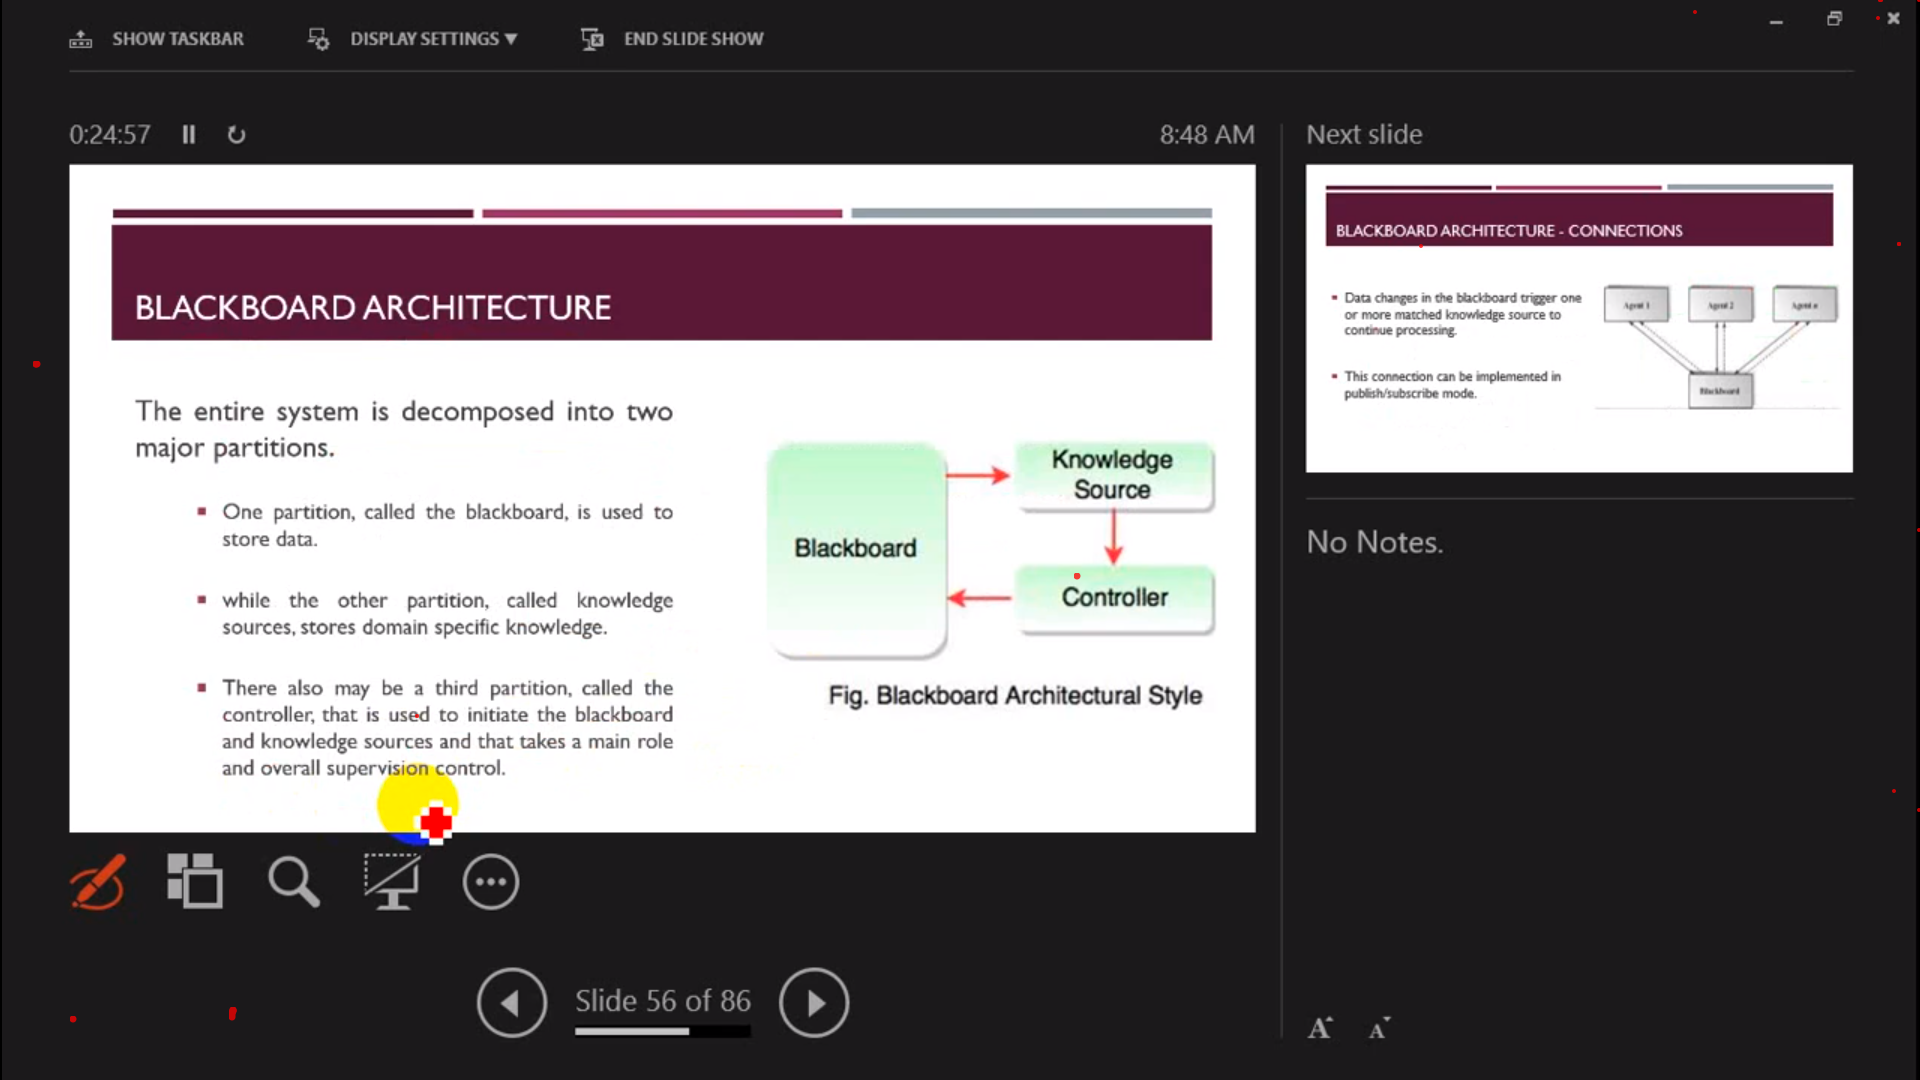 SHOW TASKBAR
DISPLAY SETTINGS
END SLIDE SHOW
0:24:57
8:48 AM
BLACKBOARD ARCHITECTURE
The entire system is decomposed into two
major partitions.
One partition, called the blackboard, is used to
store data.
while the other partition, called knowledge
sources, stores domain specific knowledge.
There also may be a third partition, called the
controller, that is used to initiate the blackboard
and knowledge sources and that takes a main role
and overall supervision control.
Blackboard
Knowledge
Source
Controller
Fig. Blackboard Architectural Style
Slide 56 of 86
Next slide
BLACKBOARD ARCHITECTURE - CONNECTIONS
Data changes in the blackboard trigger one
or more matched knowledge source to
continue processing.
This connection can be implemented in
publish/subscribe mode.
Agent 1
Agent 2
Agent n
Blackboard
No Notes.
A A